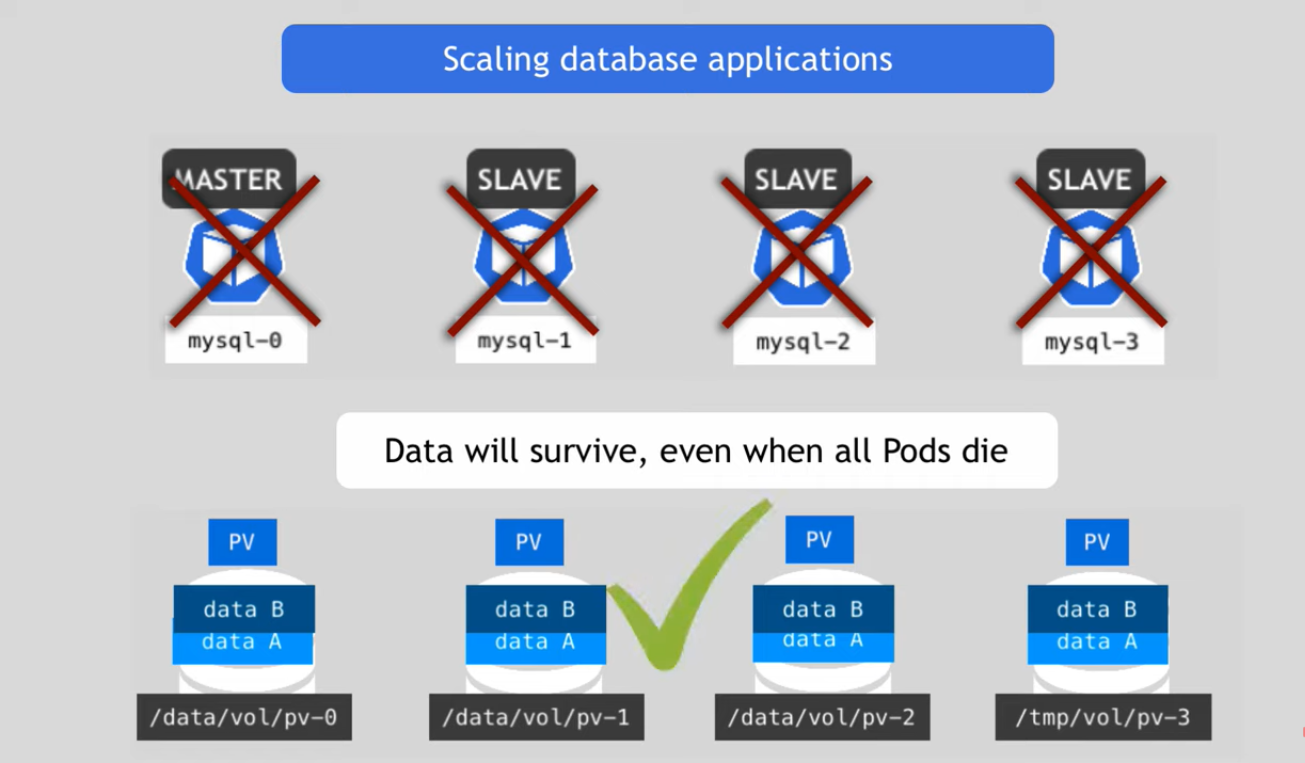 Scaling database applications
MASTER
SLAVE
SLAVE
SLAVE
mysql-0
mysql-1
mysql-2
mysql-3
Data will survive, even when all Pods die
PV
PV
PV
PV
data B
data B
data B
data B
data A
data A
data A
data A
/data/vol/pv-0
/data/vol/pv-1
/data/vol/pv-2
/tmp/vol/pv-3